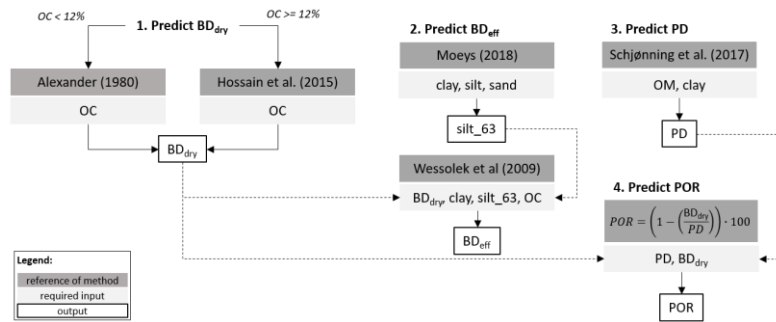 OC < 12%
1. Predict BDdry
OC >= 12%
Alexander (1980)
OC
Hossain et al. (2015)
OC
BDdry
2. Predict BDeff
Moeys (2018)
clay, silt, sand
silt_63
Wessolek et al (2009)
BDdry, clay, silt_63, OC
BDeff
3. Predict PD
Schjønning et al. (2017)
OM, clay
PD
4. Predict POR
POR = (1 − (BDdry/PD)) · 100
PD, BDdry
POR
Legend:
reference of method
required input
output